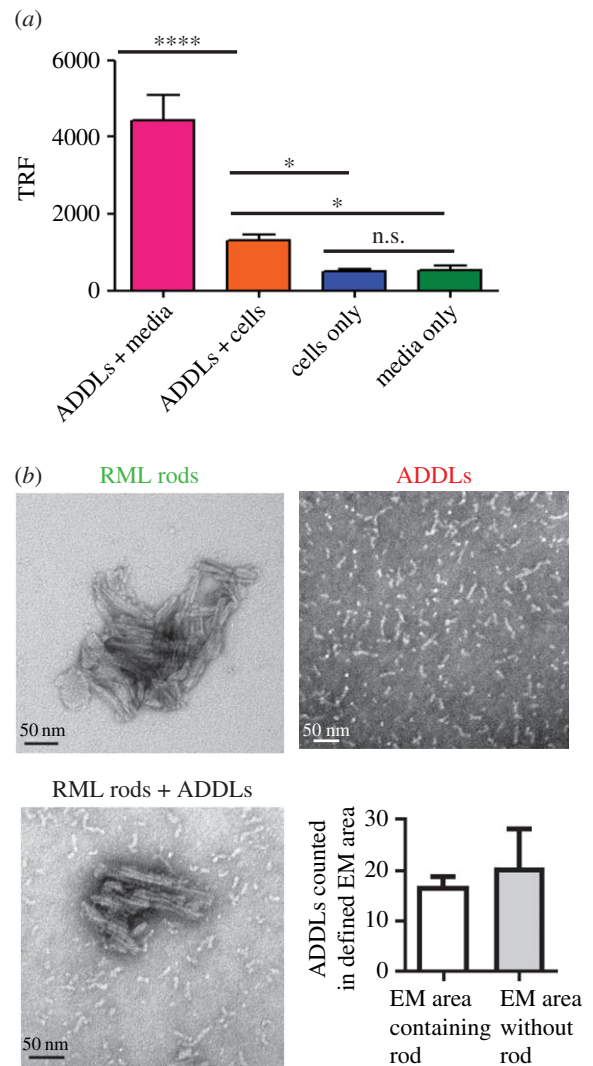 (a)
****
6000
4000
2000
0
TRF
*
*
n.s.
ADDLs + media
ADDLs + cells
cells only
media only
(b)
RML rods
ADDLs
50 nm
50 nm
RML rods + ADDLs
50 nm
ADDLs counted
in defined EM area
30
20
10
0
EM area
containing
rod
EM area
without
rod